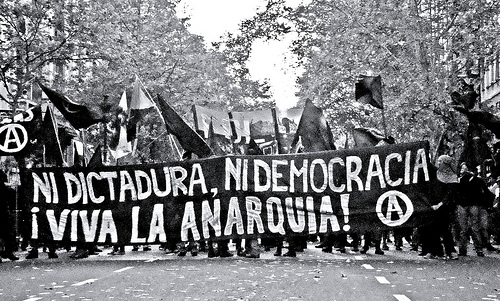 NI DICTADURA, NI DEMOCRACIA
¡VIVA LA ANARQUIA!